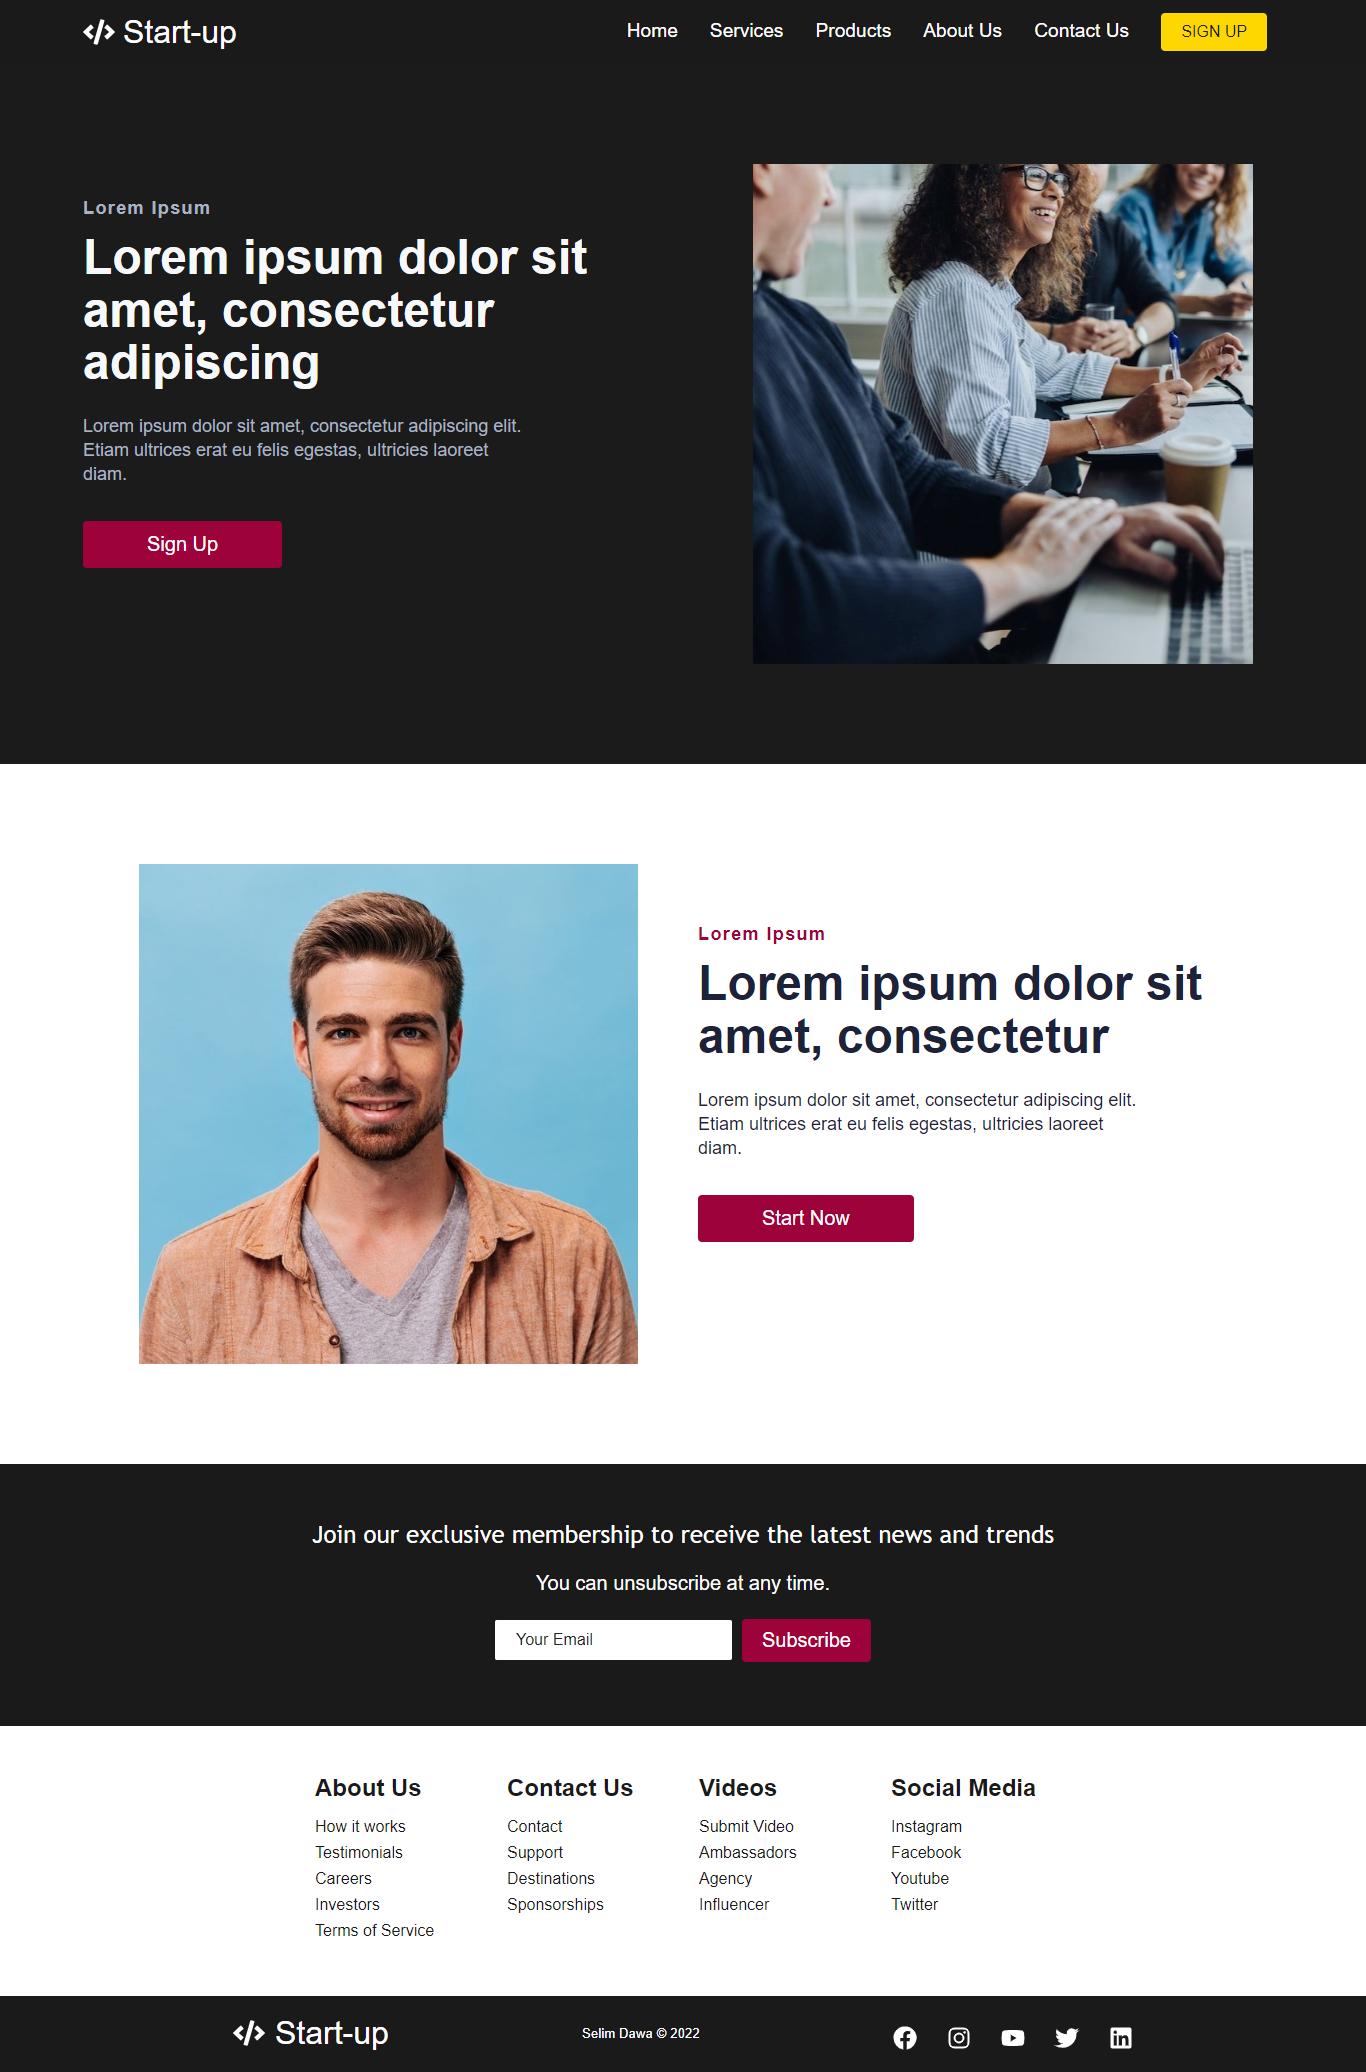 Start-up
Home Services Products About Us Contact Us SIGN UP
Lorem Ipsum
Lorem ipsum dolor sit
amet, consectetur
adipiscing
Lorem ipsum dolor sit amet, consectetur adipiscing elit.
Etiam ultrices erat eu felis egestas, ultricies laoreet
diam.
Sign Up
Lorem Ipsum
Lorem ipsum dolor sit
amet, consectetur
Lorem ipsum dolor sit amet, consectetur adipiscing elit.
Etiam ultrices erat eu felis egestas, ultricies laoreet
diam.
Start Now
Join our exclusive membership to receive the latest news and trends
You can unsubscribe at any time.
Your Email Subscribe
About Us
How it works
Testimonials
Careers
Investors
Terms of Service
Contact Us
Contact
Support
Destinations
Sponsorships
Videos
Submit Video
Ambassadors
Agency
Influencer
Social Media
Instagram
Facebook
Youtube
Twitter
Start-up
Selim Dawa © 2022